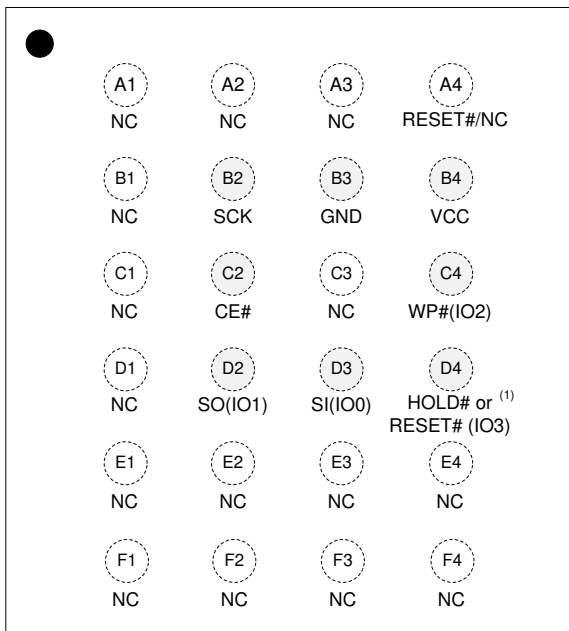 A1 A2 A3 A4
NC NC NC RESET#/NC
B1 B2 B3 B4
NC SCK GND VCC
C1 C2 C3 C4
NC CE# NC WP#(IO2)
D1 D2 D3 D4
NC SO(IO1) SI(IO0) HOLD# or (1)
RESET# (IO3)
E1 E2 E3 E4
NC NC NC NC
F1 F2 F3 F4
NC NC NC NC